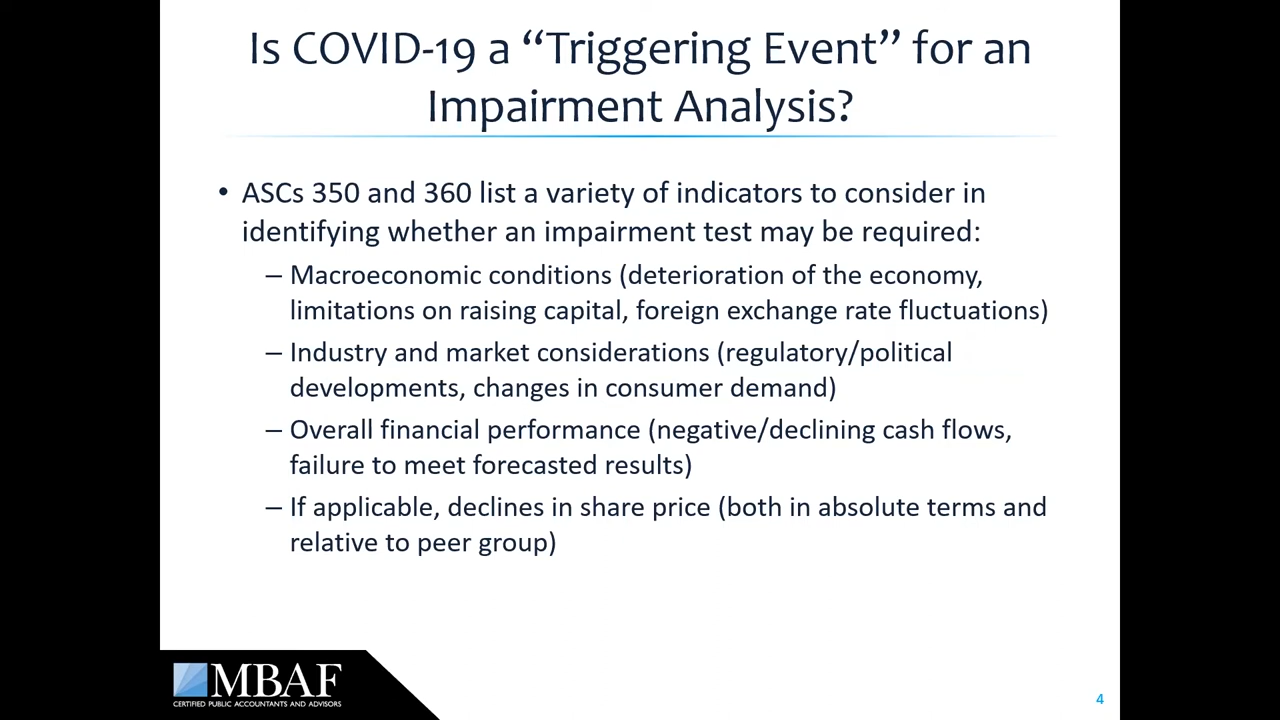 Is COVID-19 a “Triggering Event” for an
Impairment Analysis?
• ASCs 350 and 360 list a variety of indicators to consider in
identifying whether an impairment test may be required:
– Macroeconomic conditions (deterioration of the economy,
limitations on raising capital, foreign exchange rate fluctuations)
– Industry and market considerations (regulatory/political
developments, changes in consumer demand)
– Overall financial performance (negative/declining cash flows,
failure to meet forecasted results)
– If applicable, declines in share price (both in absolute terms and
relative to peer group)
MBAF
CERTIFIED PUBLIC ACCOUNTANTS AND ADVISORS
4